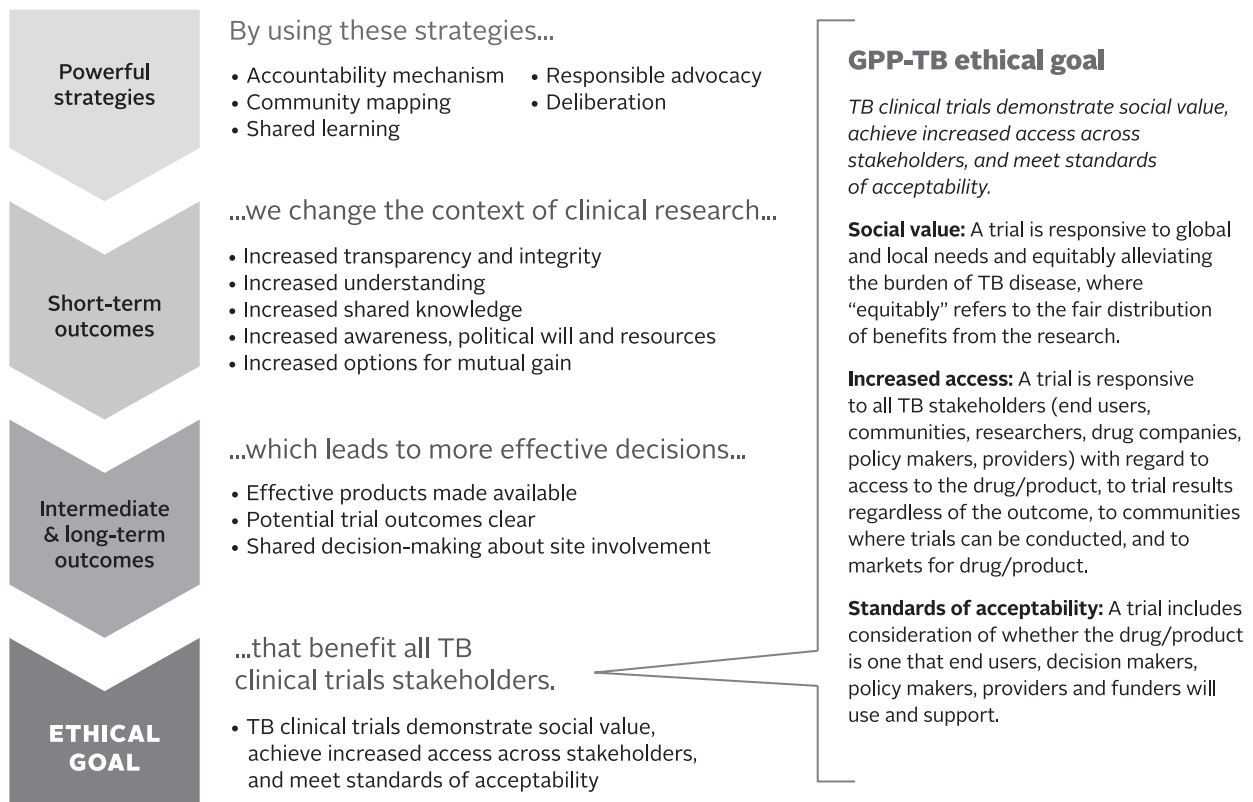 Powerful
strategies
By using these strategies...
• Accountability mechanism
• Community mapping
• Shared learning
• Responsible advocacy
• Deliberation
Short-term
outcomes
...we change the context of clinical research...
• Increased transparency and integrity
• Increased understanding
• Increased shared knowledge
• Increased awareness, political will and resources
• Increased options for mutual gain
Intermediate
& long-term
outcomes
...which leads to more effective decisions...
• Effective products made available
• Potential trial outcomes clear
• Shared decision-making about site involvement
ETHICAL
GOAL
...that benefit all TB
clinical trials stakeholders.
• TB clinical trials demonstrate social value,
achieve increased access across stakeholders,
and meet standards of acceptability
GPP-TB ethical goal
TB clinical trials demonstrate social value,
achieve increased access across
stakeholders, and meet standards
of acceptability.
Social value: A trial is responsive to global
and local needs and equitably alleviating
the burden of TB disease, where
“equitably” refers to the fair distribution
of benefits from the research.
Increased access: A trial is responsive
to all TB stakeholders (end users,
communities, researchers, drug companies,
policy makers, providers) with regard to
access to the drug/product, to trial results
regardless of the outcome, to communities
where trials can be conducted, and to
markets for drug/product.
Standards of acceptability: A trial includes
consideration of whether the drug/product
is one that end users, decision makers,
policy makers, providers and funders will
use and support.